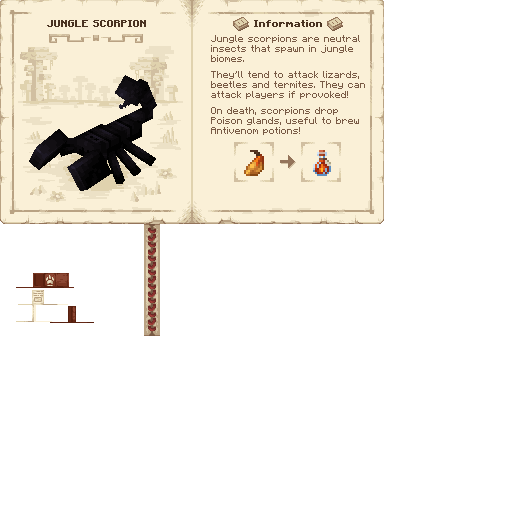 JUNGLE SCORPION
Information
Jungle scorpions are neutral
insects that spawn in jungle
biomes.
They'll tend to attack lizards,
beetles and termites. They can
attack players if provoked!
On death, scorpions drop
Poison glands, useful to brew
Antivenom potions!